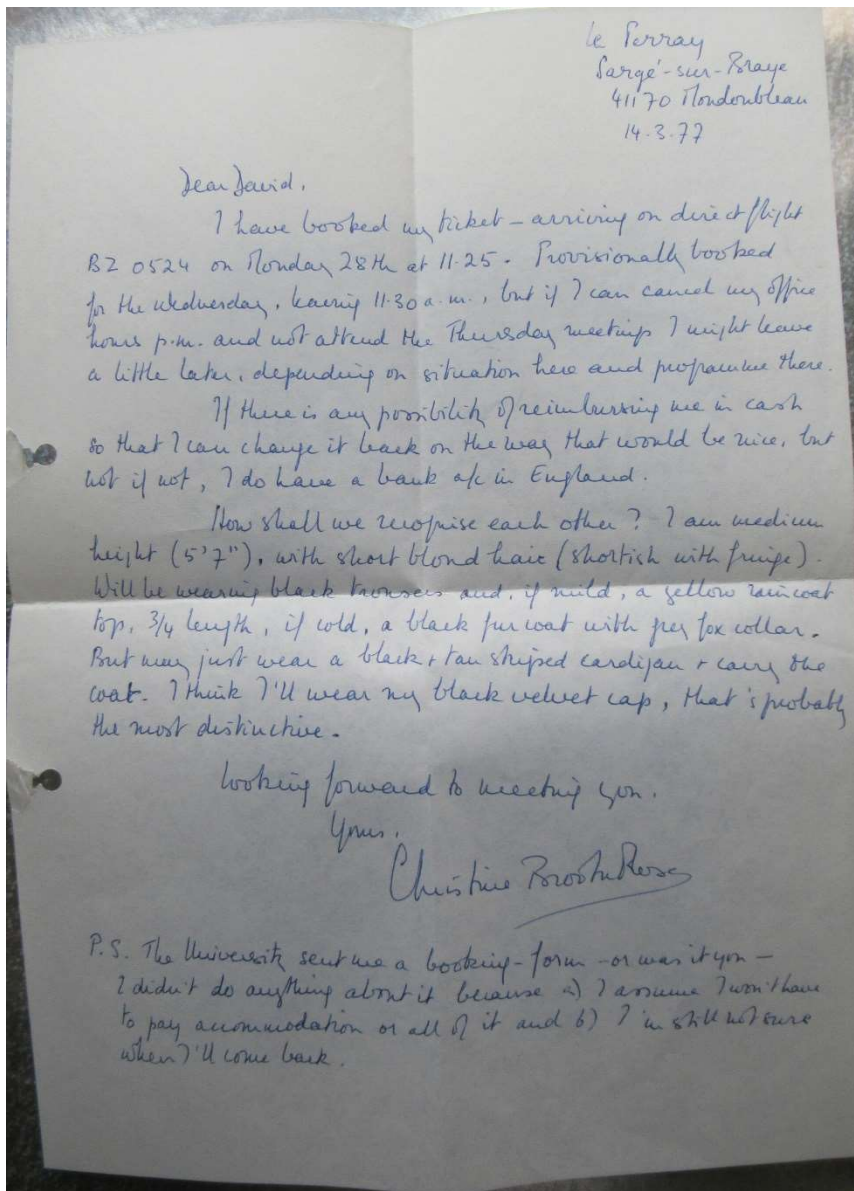 Le Perray
Sargé-sur-Braye
41170 Mondoubleau
14.3.77
Dear David,
I have booked my ticket – arriving on direct flight
BZ 0524 on Monday 28th at 11.25. Provisionally booked
for the Wednesday, leaving 11.30 a.m., but if I can cancel my office
hours p.m. and not attend the Thursday meetings I might leave
a little later, depending on situation here and programme there.
If there is any possibility of reimbursing me in cash
so that I can change it back on the way that would be nice, but
not if not, I do have a bank a/c in England.
How shall we recognise each other? I am medium
height (5'7"), with short blond hair (shortish with fringe).
Will be wearing black trousers and, if mild, a yellow raincoat
top, 3/4 length, if cold, a black fur coat with grey fox collar.
But may just wear a black + tan striped cardigan + carry the
coat. I think I'll wear my black velvet cap, that's probably
the most distinctive.
Looking forward to meeting you.
Yours,
Christine Brooke-Rose
P.S. The University sent me a booking-form – or was it you –
I didn't do anything about it because a) I assume I won't have
to pay accommodation or all of it and b) I'm still not sure
when I'll come back.